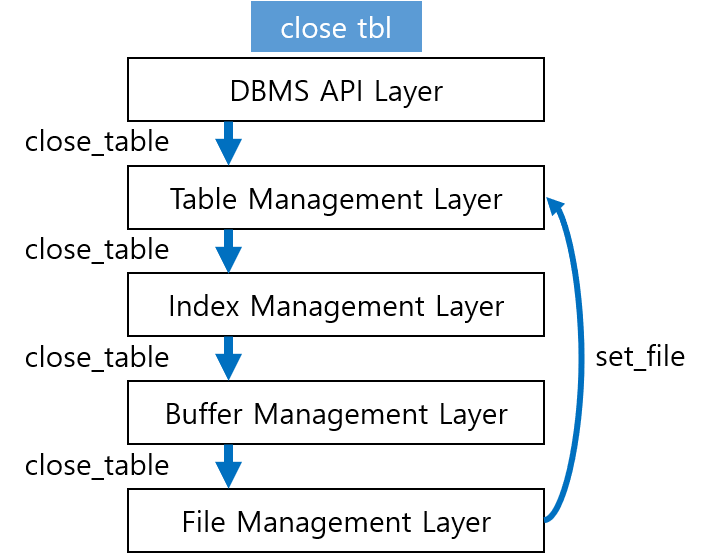 close tbl
DBMS API Layer
close_table
Table Management Layer
close_table
Index Management Layer
close_table
set_file
Buffer Management Layer
close_table
File Management Layer